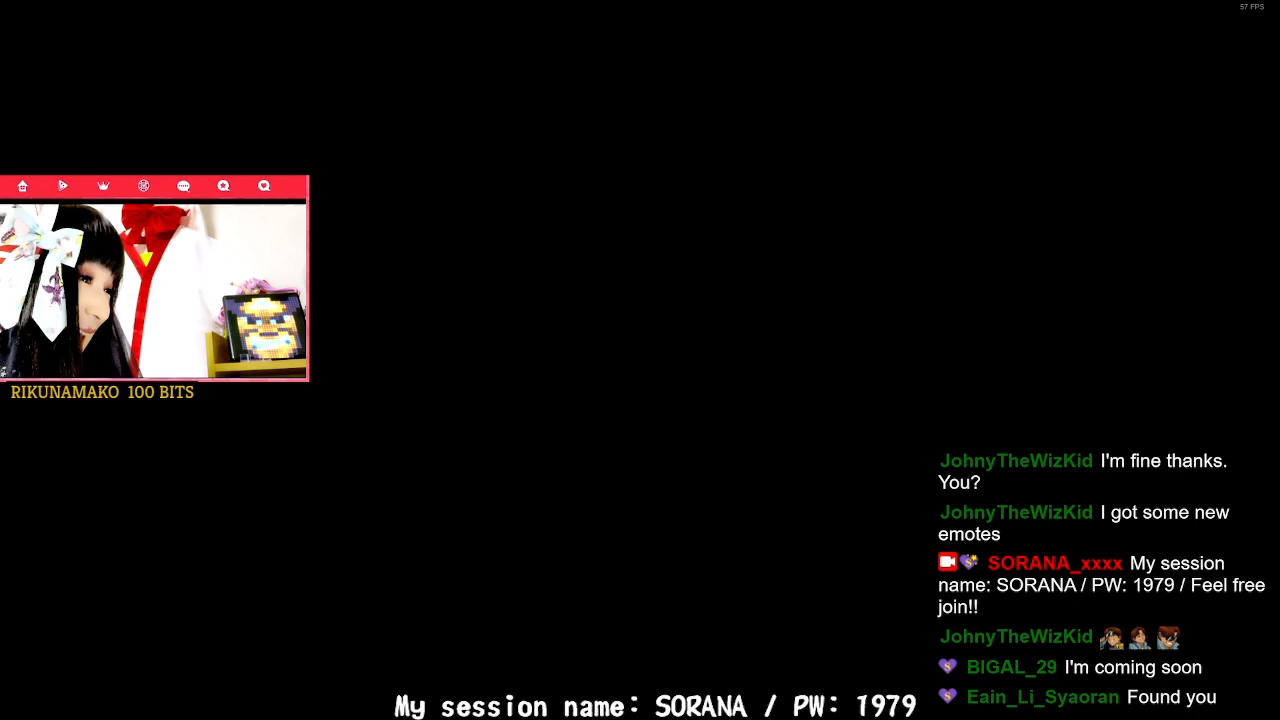 57 FPS
RIKUNAMAKO 100 BITS
JohnyTheWizKid I'm fine thanks.
You?
JohnyTheWizKid I got some new
emotes
SORANA_xxxx My session
name: SORANA / PW: 1979 / Feel free
join!!
JohnyTheWizKid
BIGAL_29 I'm coming soon
Eain_Li_Syaoran Found you
My session name: SORANA / PW: 1979